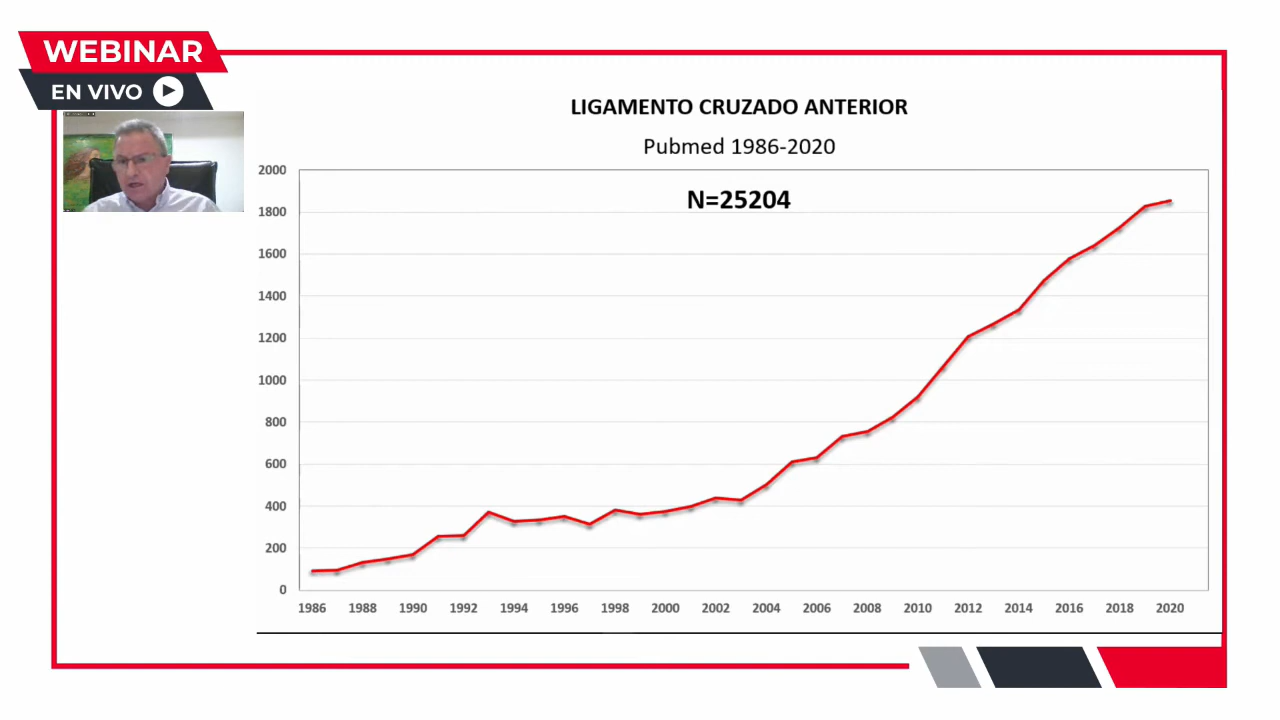 WEBINAR
EN VIVO
LIGAMENTO CRUZADO ANTERIOR
Pubmed 1986-2020
N=25204
2000
1800
1600
1400
1200
1000
800
600
400
200
0
1986 1988 1990 1992 1994 1996 1998 2000 2002 2004 2006 2008 2010 2012 2014 2016 2018 2020